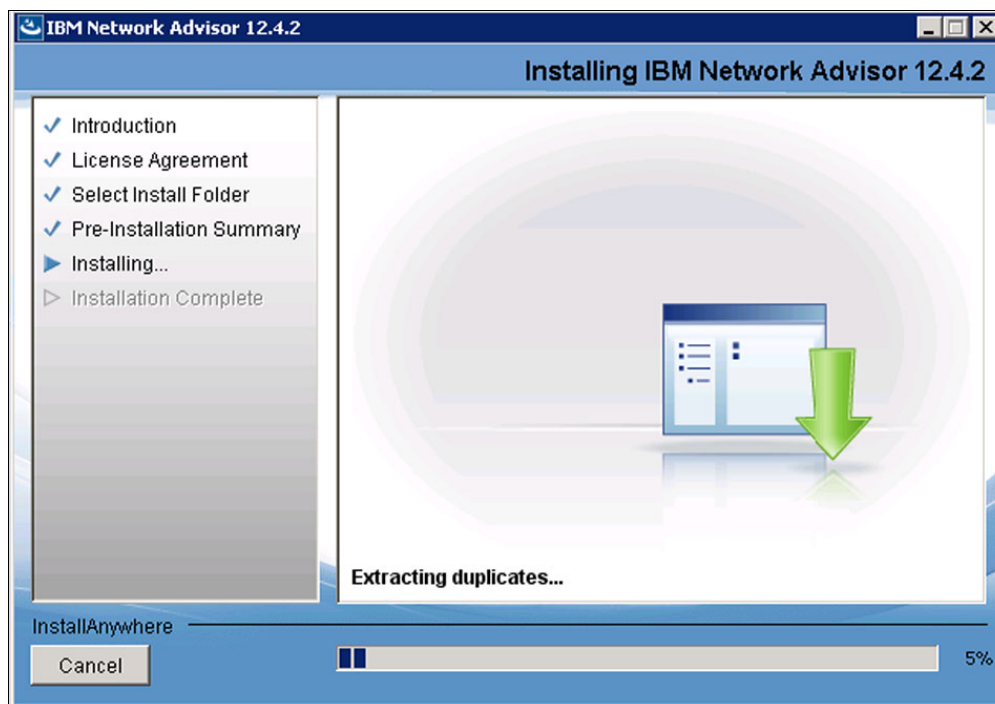 IBM Network Advisor 12.4.2
Installing IBM Network Advisor 12.4.2
Introduction
License Agreement
Select Install Folder
Pre-Installation Summary
Installing...
Installation Complete
Extracting duplicates...
InstallAnywhere
Cancel
5%